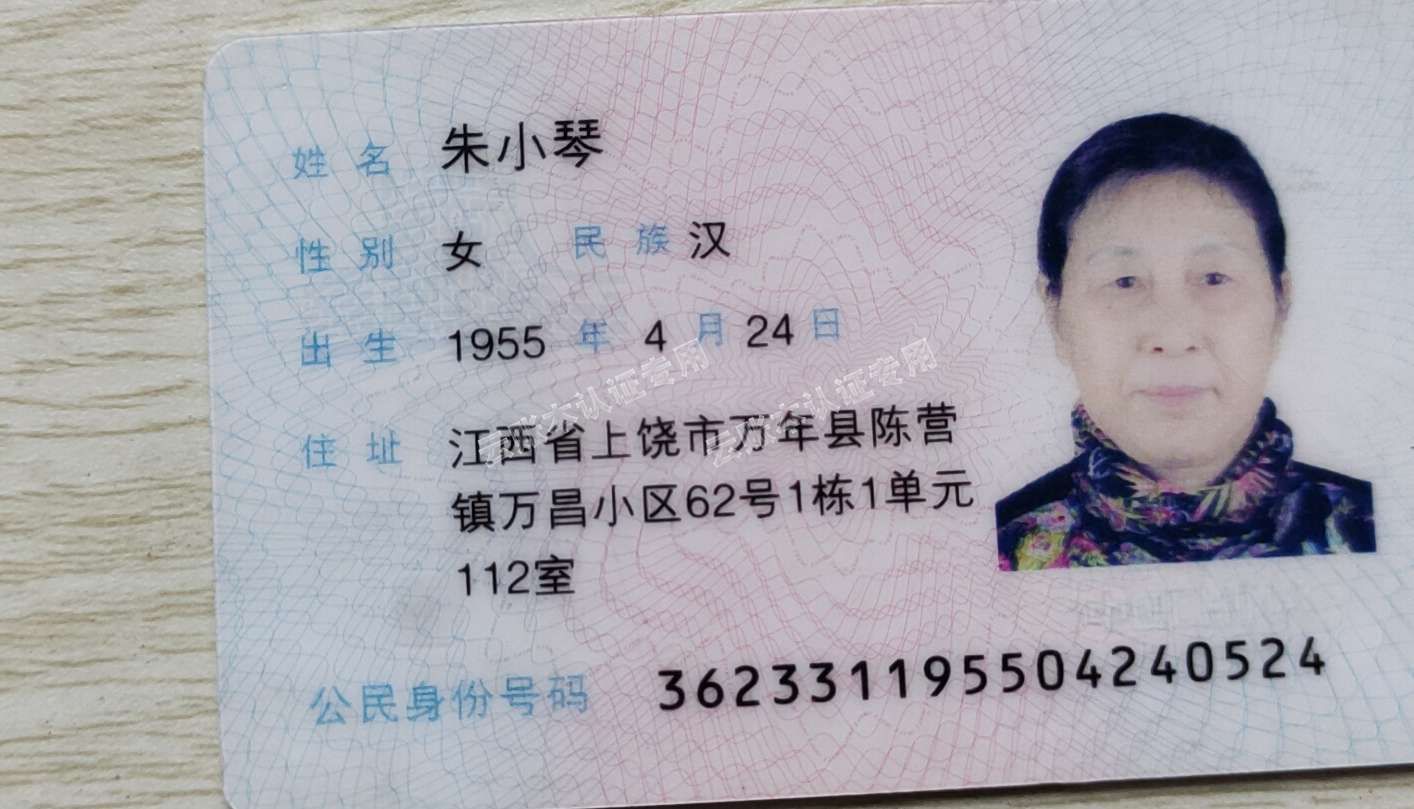 姓名 朱小琴
性别 女 民族 汉
出生 1955 年 4 月 24 日
认证专用 认证专用
住址 江西省上饶市万年县陈营
镇万昌小区62号1栋1单元
112室
公民身份号码 362331195504240524